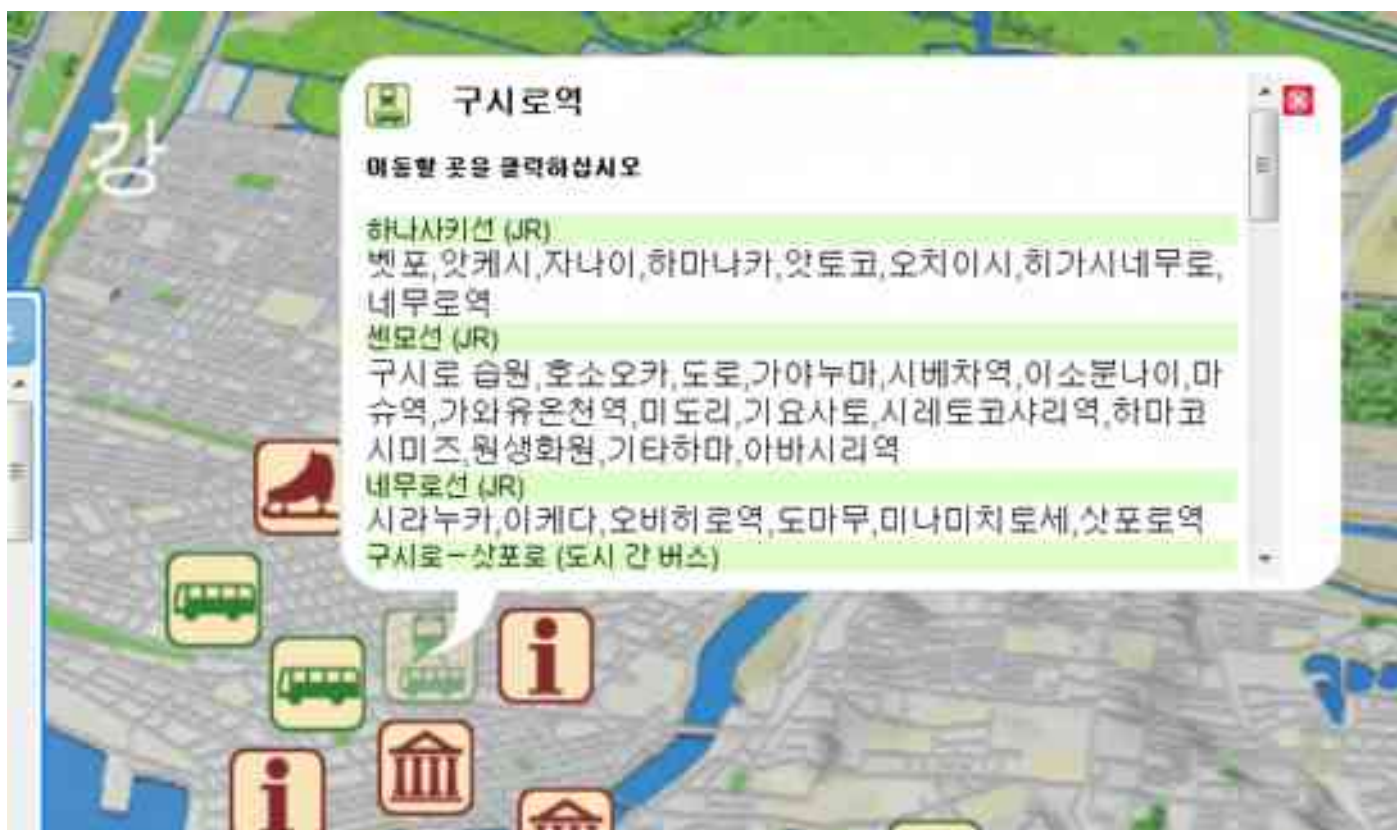 강
구시로역
이동할 곳을 클릭하십시오
하나사키선 (JR)
벳포,앗케시,자나이,하마나카,앗토코,오치이시,히가시네무로,
네무로역
센모선 (JR)
구시로 습원,호소오카,도로,가야누마,시베차역,이소분나이,마
슈역,가와유온천역,미도리,기요사토,시레토코샤리역,하마코
시미즈,원생화원,기타하마,아바시리역
네무로선 (JR)
시라누카,이케다,오비히로역,도마무,미나미치토세,삿포로역
구시로-삿포로 (도시 간 버스)